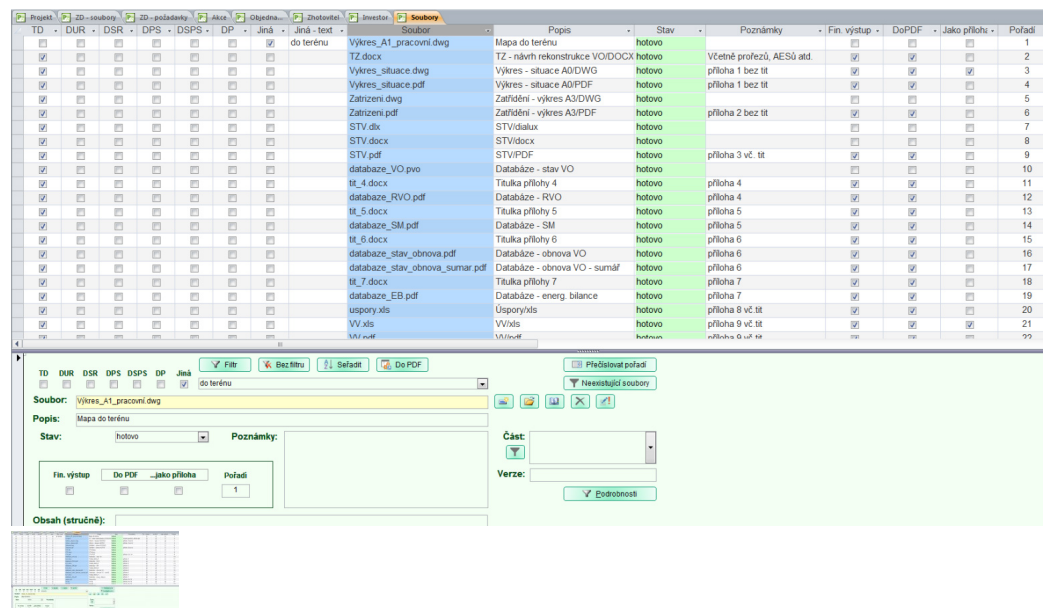 Projekt ZD - soubory ZD - požadavky Akce Objedna... Zhotovitel Investor Soubory
TD DUR DSR DPS DSPS DP Jiná Jiná - text Soubor Popis Stav Poznámky Fin. výstup DoPDF Jako příloha Pořadí
do terénu Výkres_A1_pracovní.dwg Mapa do terénu hotovo 1
TZ.docx TZ - návrh rekonstrukce VO/DOCX hotovo Včetně prořezů, AESů atd. 2
Vykres_situace.dwg Výkres - situace A0/DWG hotovo příloha 1 bez tit 3
Vykres_situace.pdf Výkres - situace A0/PDF hotovo příloha 1 bez tit 4
Zatrizeni.dwg Zatřídění - výkres A3/DWG hotovo 5
Zatrizeni.pdf Zatřídění - výkres A3/PDF hotovo příloha 2 bez tit 6
STV.dlx STV/dialux hotovo 7
STV.docx STV/docx hotovo 8
STV.pdf STV/PDF hotovo příloha 3 vč. tit 9
databaze_VO.pvo Databáze - stav VO hotovo 10
tit_4.docx Titulka přílohy 4 hotovo příloha 4 11
databaze_RVO.pdf Databáze - RVO hotovo příloha 4 12
tit_5.docx Titulka přílohy 5 hotovo příloha 5 13
databaze_SM.pdf Databáze - SM hotovo příloha 5 14
tit_6.docx Titulka přílohy 6 hotovo příloha 6 15
databaze_stav_obnova.pdf Databáze - obnova VO hotovo příloha 6 16
databaze_stav_obnova_sumar.pdf Databáze - obnova VO - sumář hotovo příloha 6 17
tit_7.docx Titulka přílohy 7 hotovo příloha 7 18
databaze_EB.pdf Databáze - energ. bilance hotovo příloha 7 19
uspory.xls Úspory/xls hotovo příloha 8 vč.tit 20
VV.xls VV/xls hotovo příloha 9 vč.tit 21
VV.pdf VV/pdf hotovo příloha 9 vč.tit 22
Filtr Bez filtru Seřadit Do PDF Přečíslovat pořadí
TD DUR DSR DPS DSPS DP Jiná
do terénu Neexistující soubory
Soubor: Výkres_A1_pracovní.dwg
Popis: Mapa do terénu
Stav: hotovo Poznámky: Část:
Fin. výstup Do PDF ...jako příloha Pořadí Verze:
1
Podrobnosti
Obsah (stručně):